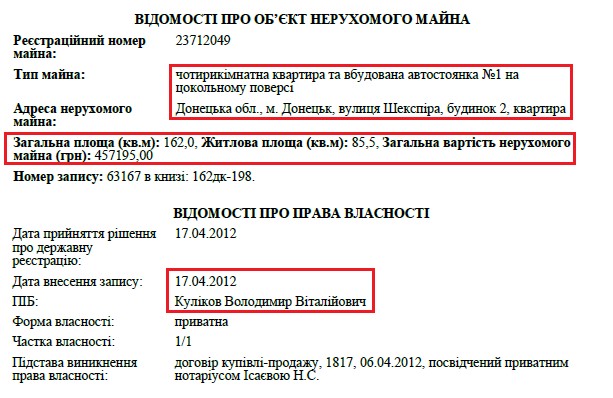 ВІДОМОСТІ ПРО ОБ’ЄКТ НЕРУХОМОГО МАЙНА
Реєстраційний номер майна: 23712049
Тип майна: чотирикімнатна квартира та вбудована автостоянка №1 на цокольному поверсі
Адреса нерухомого майна: Донецька обл., м. Донецьк, вулиця Шекспіра, будинок 2, квартира
Загальна площа (кв.м): 162,0, Житлова площа (кв.м): 85,5, Загальна вартість нерухомого
майна (грн): 457195,00
Номер запису: 63167 в книзі: 162дк-198.
ВІДОМОСТІ ПРО ПРАВА ВЛАСНОСТІ
Дата прийняття рішення про державну реєстрацію: 17.04.2012
Дата внесення запису: 17.04.2012
ПІБ: Куліков Володимир Віталійович
Форма власності: приватна
Частка власності: 1/1
Підстава виникнення права власності: договір купівлі-продажу, 1817, 06.04.2012, посвідчений приватним нотаріусом Ісаєвою Н.С.